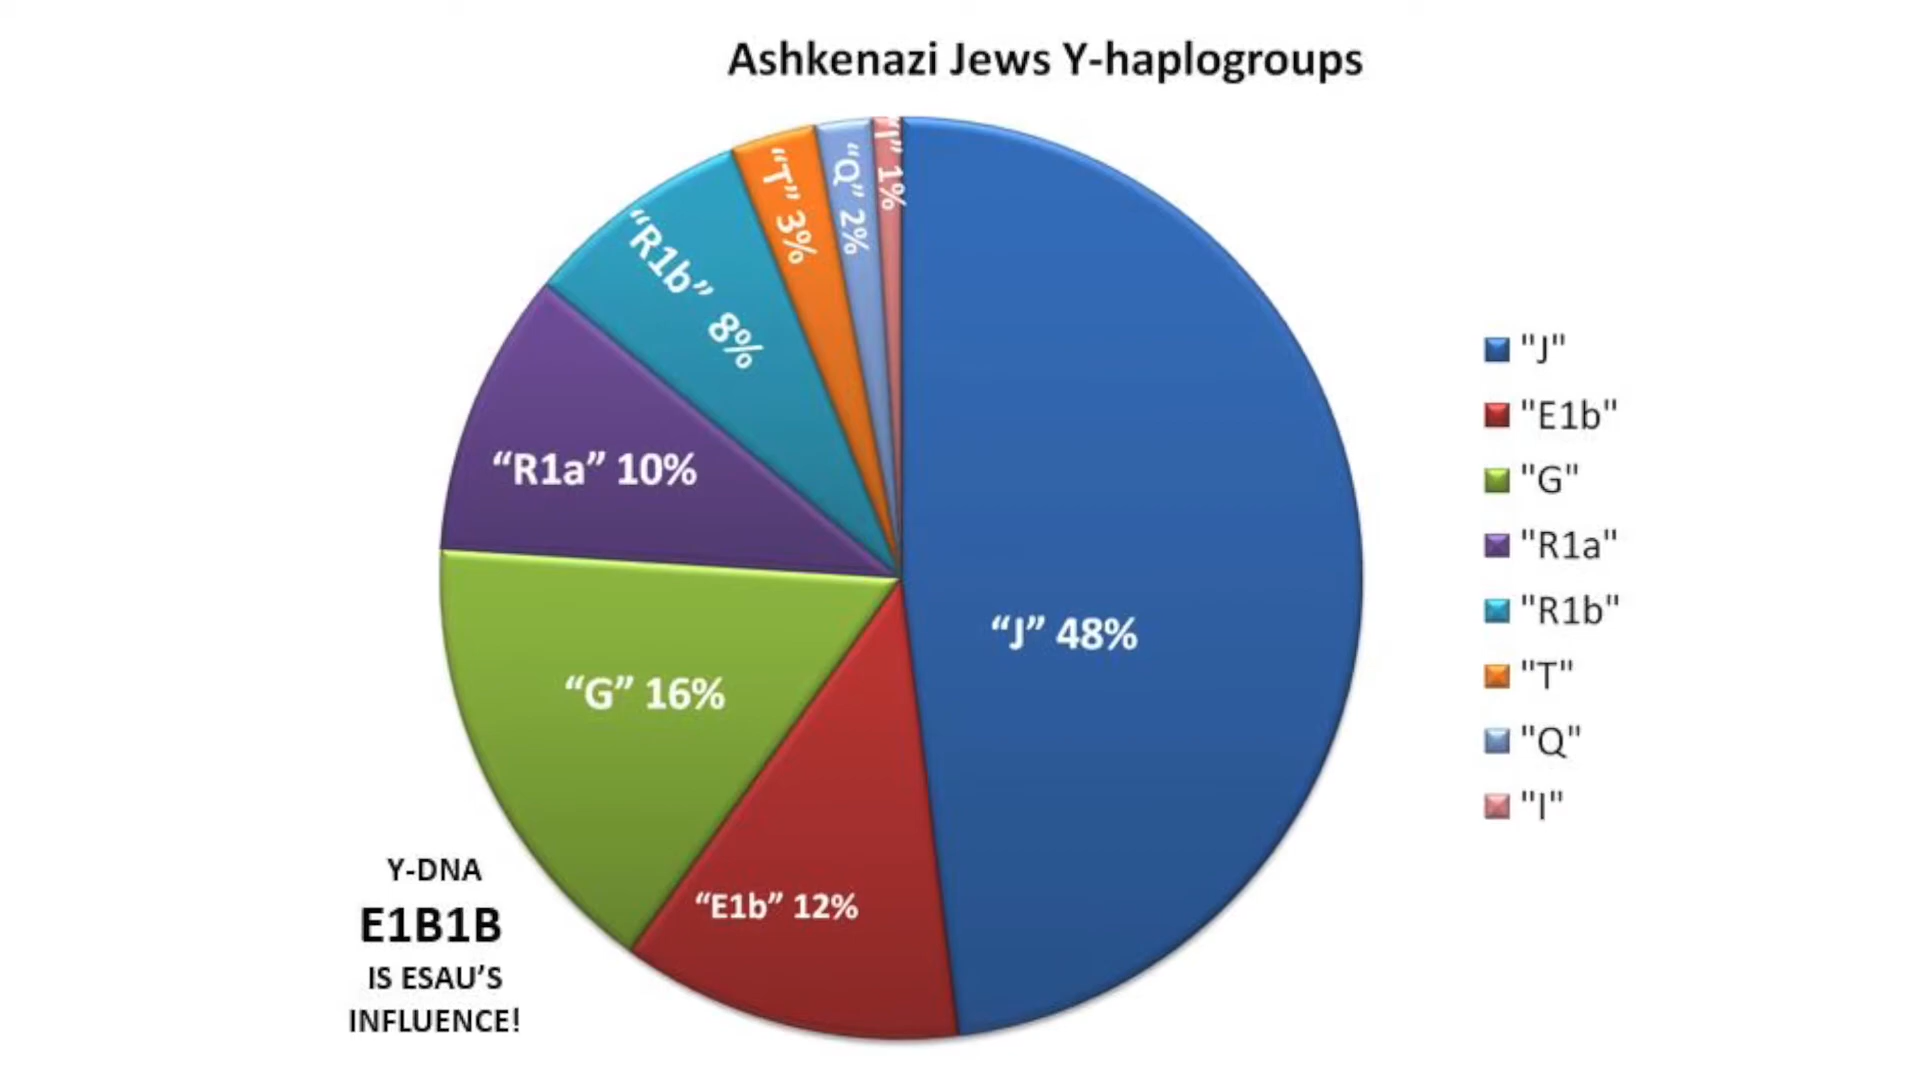 Ashkenazi Jews Y-haplogroups
"I" 1%
"Q" 2%
"T" 3%
“R1b” 8%
“R1a” 10%
“J” 48%
“G” 16%
“E1b” 12%
"J"
"E1b"
"G"
"R1a"
"R1b"
"T"
"Q"
"I"
Y-DNA
E1B1B
IS ESAU’S
INFLUENCE!